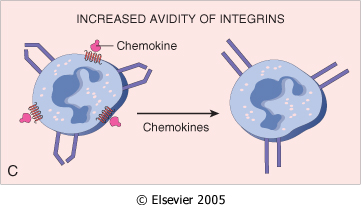 INCREASED AVIDITY OF INTEGRINS
Chemokine
Chemokines
C
© Elsevier 2005